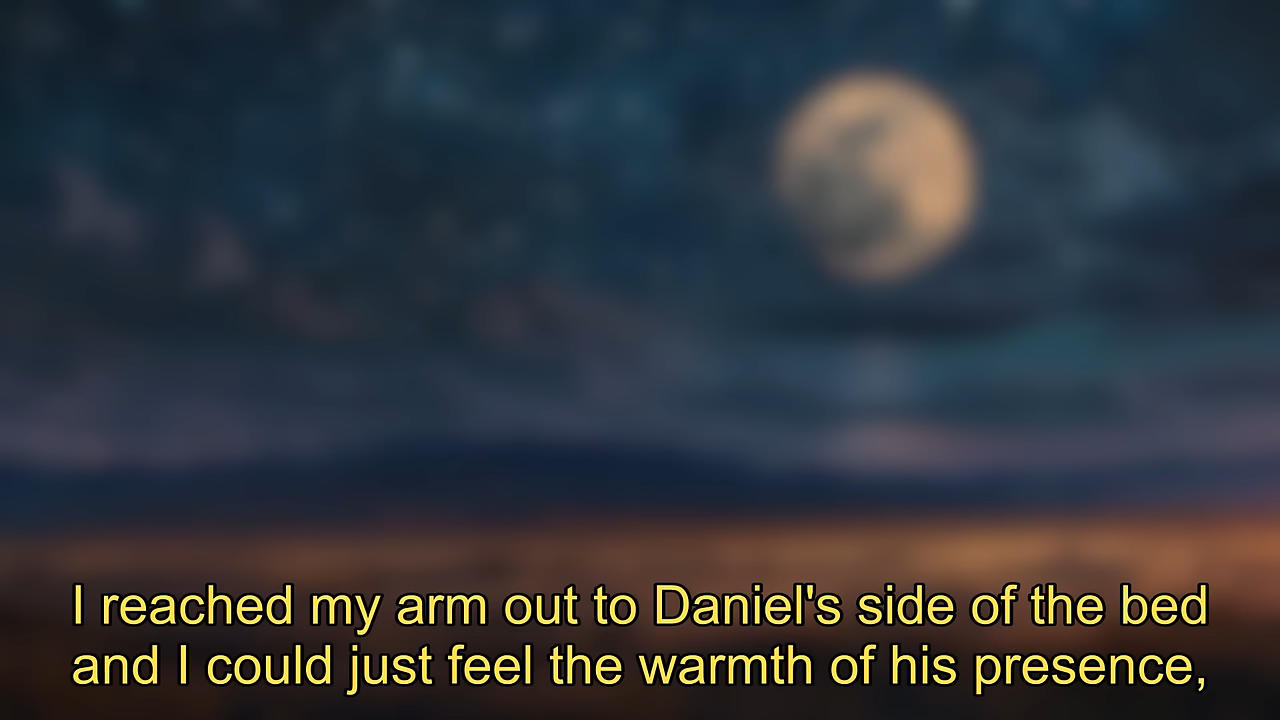 I reached my arm out to Daniel's side of the bed
and I could just feel the warmth of his presence,